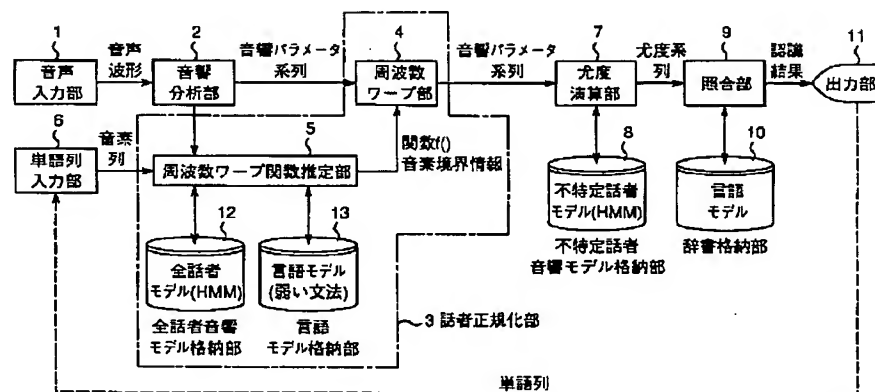 1
音声
入力部
音声
波形
2
音響
分析部
音響パラメータ
系列
4
周波数
ワープ部
音響パラメータ
系列
7
尤度
演算部
尤度系
列
9
照合部
認識
結果
11
出力部
6
単語列
入力部
音素
列
5
周波数ワープ関数推定部
関数f()
音素境界情報
8
不特定話者
モデル(HMM)
不特定話者
音響モデル格納部
10
言語
モデル
辞書格納部
12
全話者
モデル(HMM)
全話者音響
モデル格納部
13
言語モデル
(弱い文法)
言語
モデル格納部
3 話者正規化部
単語列